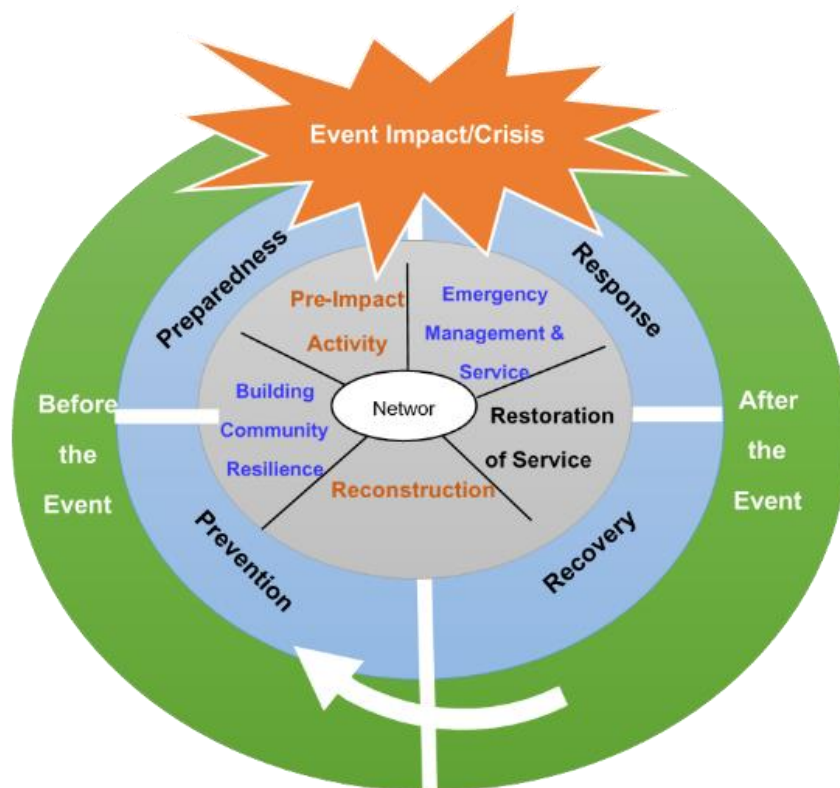 Event Impact/Crisis
Preparedness
Response
Pre-Impact
Activity
Emergency
Management &
Service
Before
the
Event
Building
Community
Resilience
Networ
Restoration
of Service
After
the
Event
Reconstruction
Prevention
Recovery